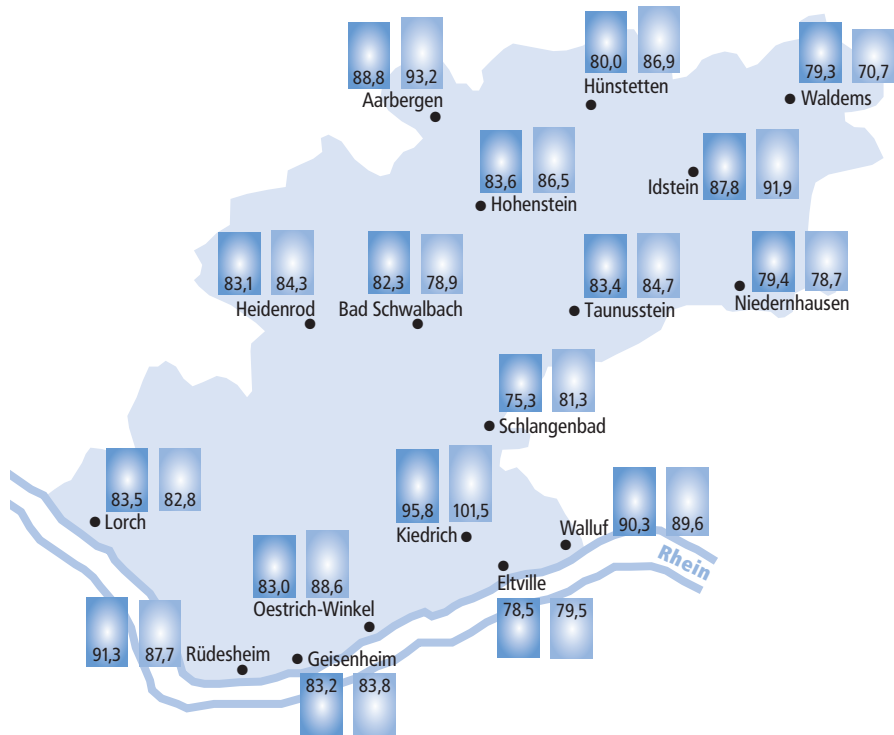 88,8 93,2
Aarbergen
80,0 86,9
Hünstetten
79,3 70,7
Waldems
83,6 86,5
Hohenstein
Idstein 87,8 91,9
83,1 84,3
Heidenrod
82,3 78,9
Bad Schwalbach
83,4 84,7
Taunusstein
79,4 78,7
Niedernhausen
75,3 81,3
Schlangenbad
83,5 82,8
Lorch
95,8 101,5
Kiedrich
90,3 89,6
Walluf
Rhein
Eltville
78,5 79,5
83,0 88,6
Oestrich-Winkel
91,3 87,7
Rüdesheim
Geisenheim
83,2 83,8